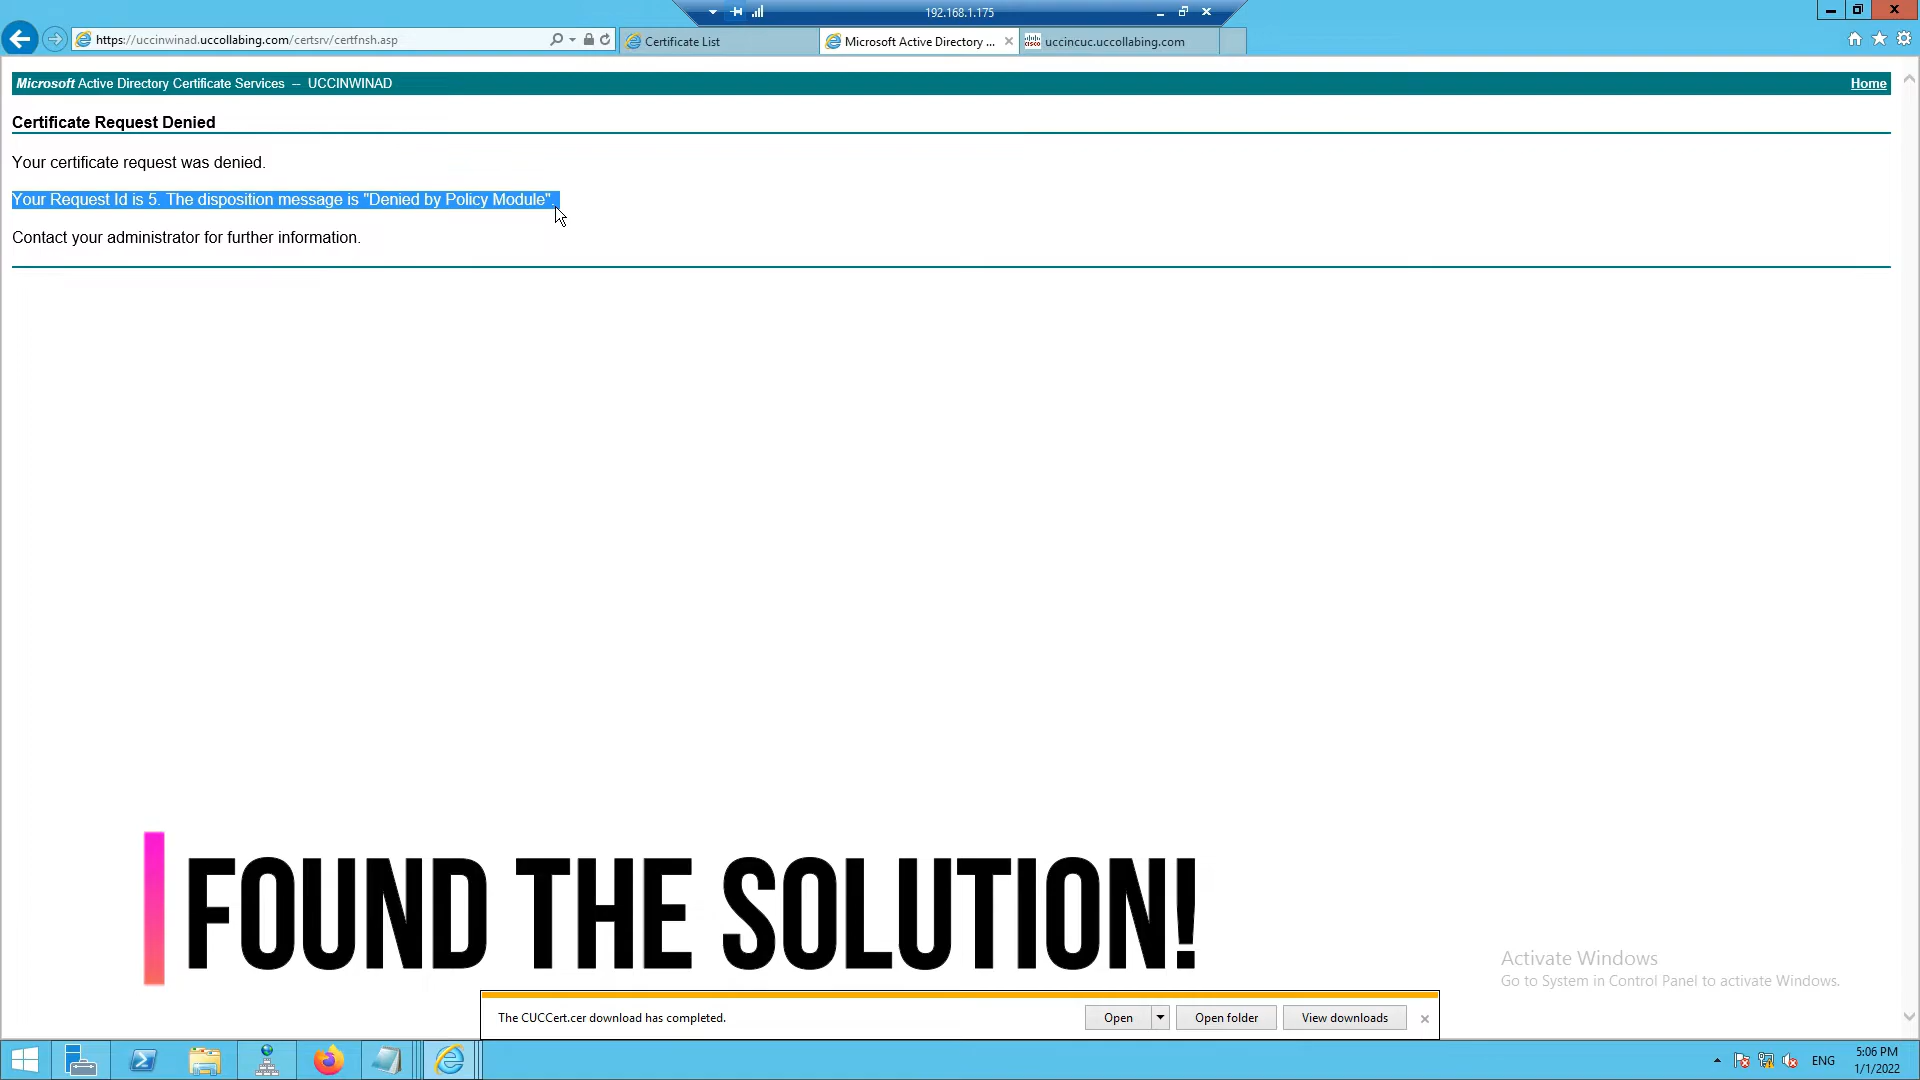 192.168.1.175
https://uccinwinad.uccollabing.com/certsrv/certfnsh.asp
Certificate List
Microsoft Active Directory ...
uccincuc.uccollabing.com
Microsoft Active Directory Certificate Services -- UCCINWINAD
Home
Certificate Request Denied
Your certificate request was denied.
Your Request Id is 5. The disposition message is "Denied by Policy Module".
Contact your administrator for further information.
FOUND THE SOLUTION!
Activate Windows
Go to System in Control Panel to activate Windows.
The CUCCert.cer download has completed.
Open
Open folder
View downloads
ENG
5:06 PM
1/1/2022